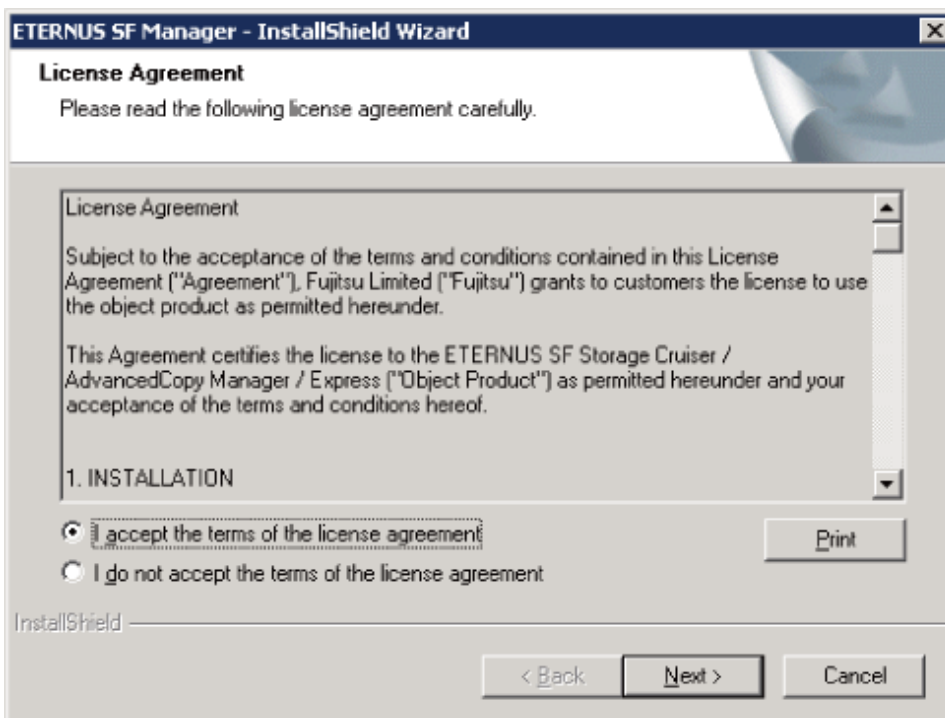 ETERNUS SF Manager - InstallShield Wizard
License Agreement
Please read the following license agreement carefully.
License Agreement
Subject to the acceptance of the terms and conditions contained in this License
Agreement ("Agreement"), Fujitsu Limited ("Fujitsu") grants to customers the license to use
the object product as permitted hereunder.
This Agreement certifies the license to the ETERNUS SF Storage Cruiser /
AdvancedCopy Manager / Express ("Object Product") as permitted hereunder and your
acceptance of the terms and conditions hereof.
1. INSTALLATION
I accept the terms of the license agreement
Print
I do not accept the terms of the license agreement
InstallShield
< Back
Next >
Cancel